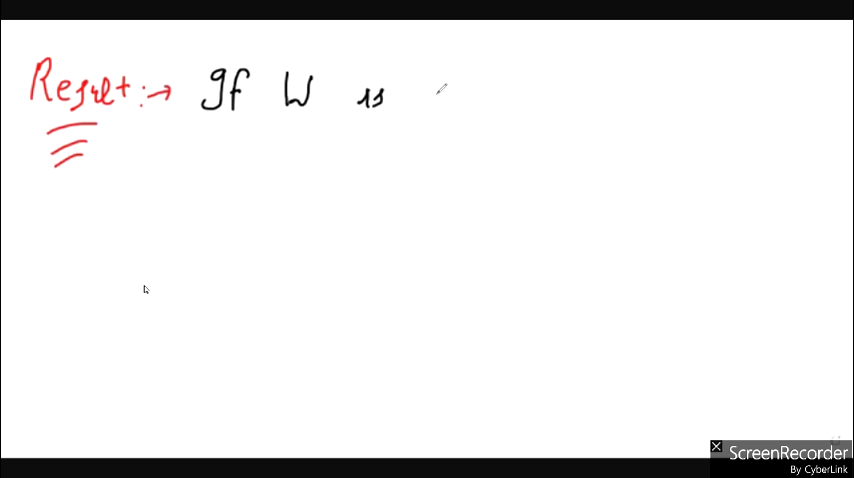 Result :→ If W is
ScreenRecorder
By CyberLink